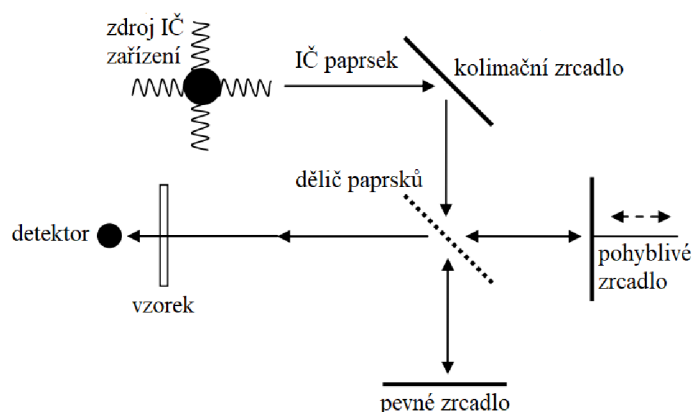 zdroj IČ
zařízení
IČ paprsek
kolimační zrcadlo
dělič paprsků
detektor
vzorek
pohyblivé
zrcadlo
pevné zrcadlo